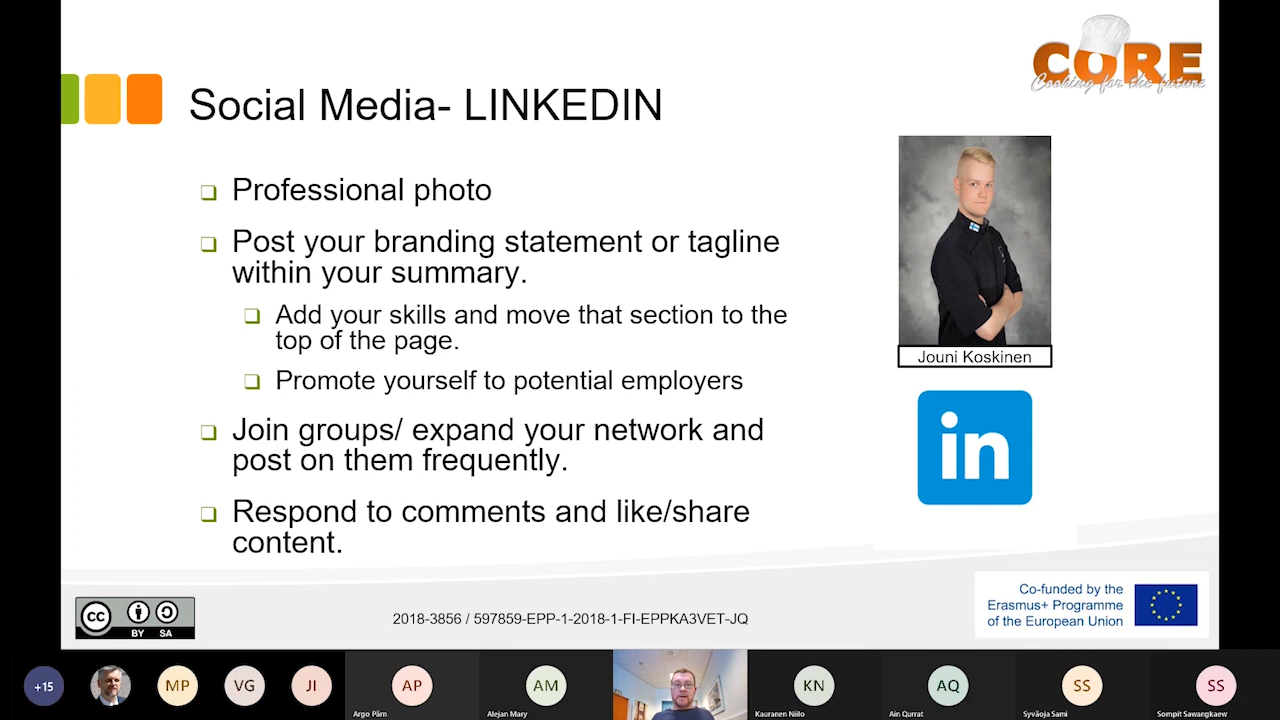 CORE
Cooking for the future
Social Media- LINKEDIN
Professional photo
Post your branding statement or tagline
within your summary.
Add your skills and move that section to the
top of the page.
Promote yourself to potential employers
Join groups/ expand your network and
post on them frequently.
Respond to comments and like/share
content.
Jouni Koskinen
in
cc
BY SA
2018-3856 / 597859-EPP-1-2018-1-FI-EPPKA3VET-JQ
Co-funded by the
Erasmus+ Programme
of the European Union
+15
MP
VG
JI
AP
Argo Pärn
AM
Alejan Mary
KN
Kauranen Niilo
AQ
Ain Qurrat
SS
Syväoja Sami
SS
Sompit Sawangkaew